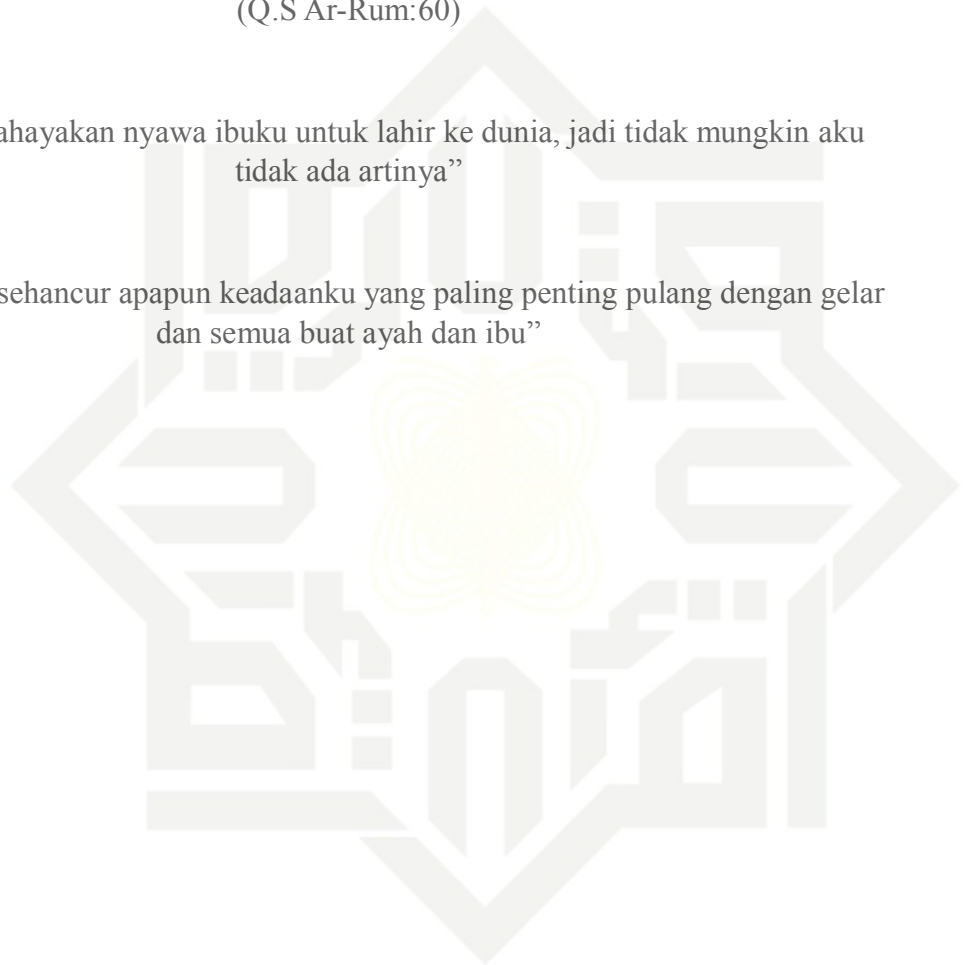 (Q.S Ar-Rum:60)
ahayakan nyawa ibuku untuk lahir ke dunia, jadi tidak mungkin aku
tidak ada artinya”
sehancur apapun keadaanku yang paling penting pulang dengan gelar
dan semua buat ayah dan ibu”